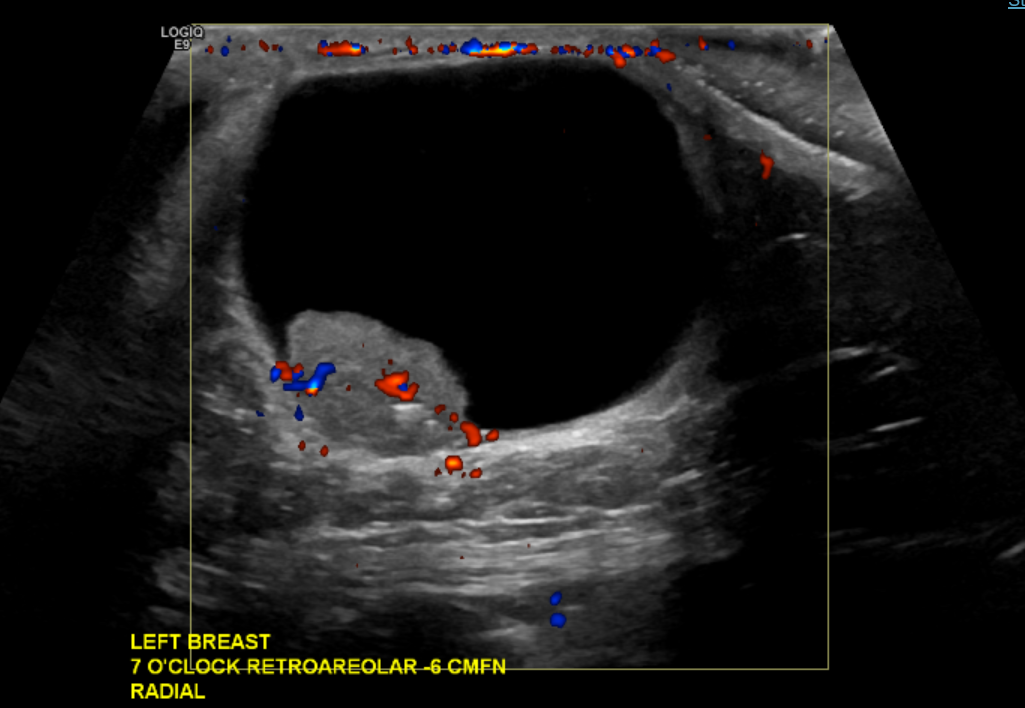 LOGIQ
E9
LEFT BREAST
7 O'CLOCK RETROAREOLAR -6 CMFN
RADIAL